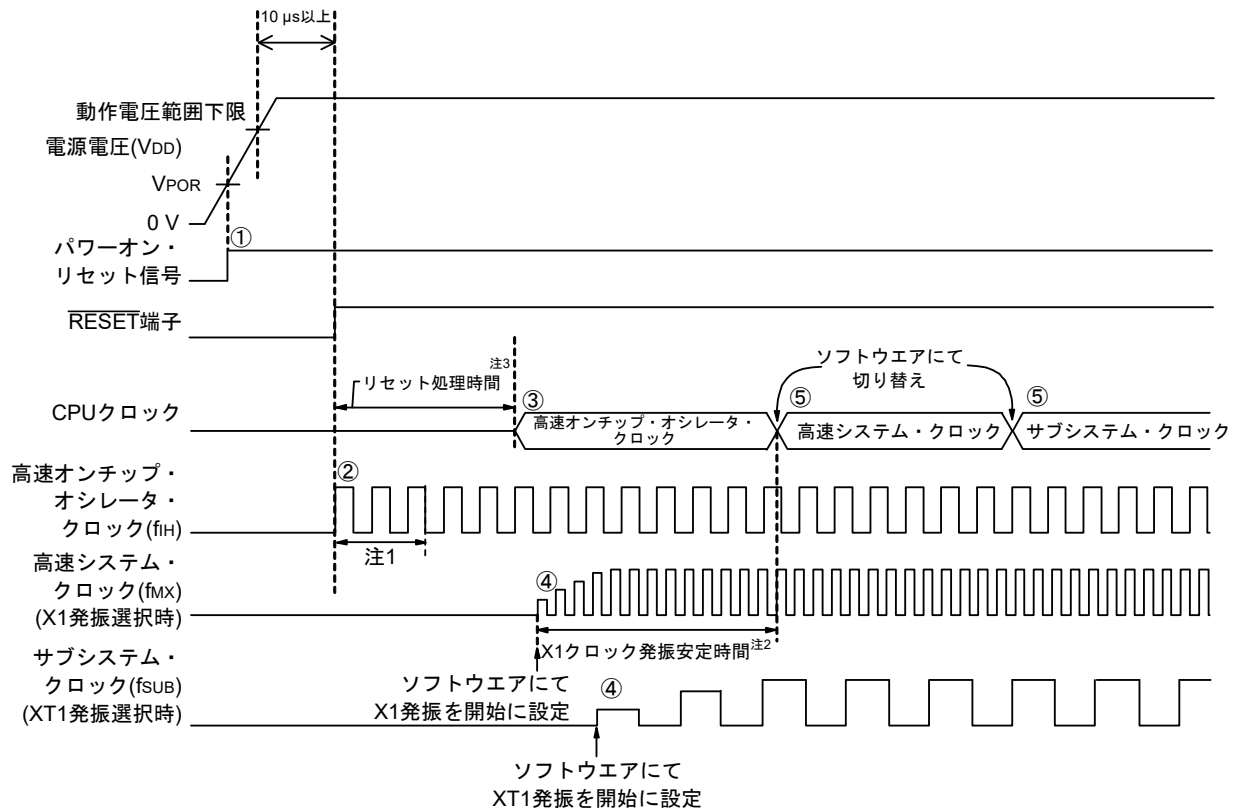 10 µs以上
動作電圧範囲下限
電源電圧(VDD)
VPOR
0 V
①
パワーオン・
リセット信号
RESET端子
注3
リセット処理時間
ソフトウエアにて
切り替え
CPUクロック
③
高速オンチップ・オシレータ・
クロック
⑤
高速システム・クロック
⑤
サブシステム・クロック
高速オンチップ・
オシレータ・
クロック(fIH)
②
注1
高速システム・
クロック(fMX)
(X1発振選択時)
④
X1クロック発振安定時間注2
サブシステム・
クロック(fSUB)
(XT1発振選択時)
ソフトウエアにて
X1発振を開始に設定
④
ソフトウエアにて
XT1発振を開始に設定